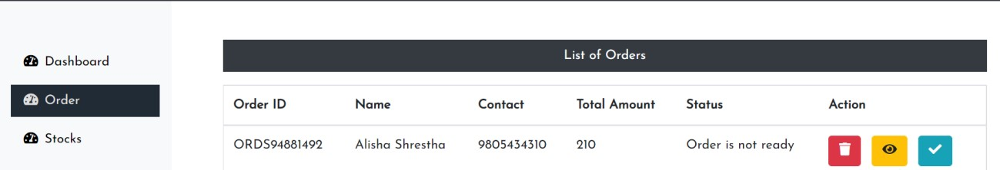 Dashboard
Order
Stocks
List of Orders
Order ID Name Contact Total Amount Status Action
ORDS94881492 Alisha Shrestha 9805434310 210 Order is not ready